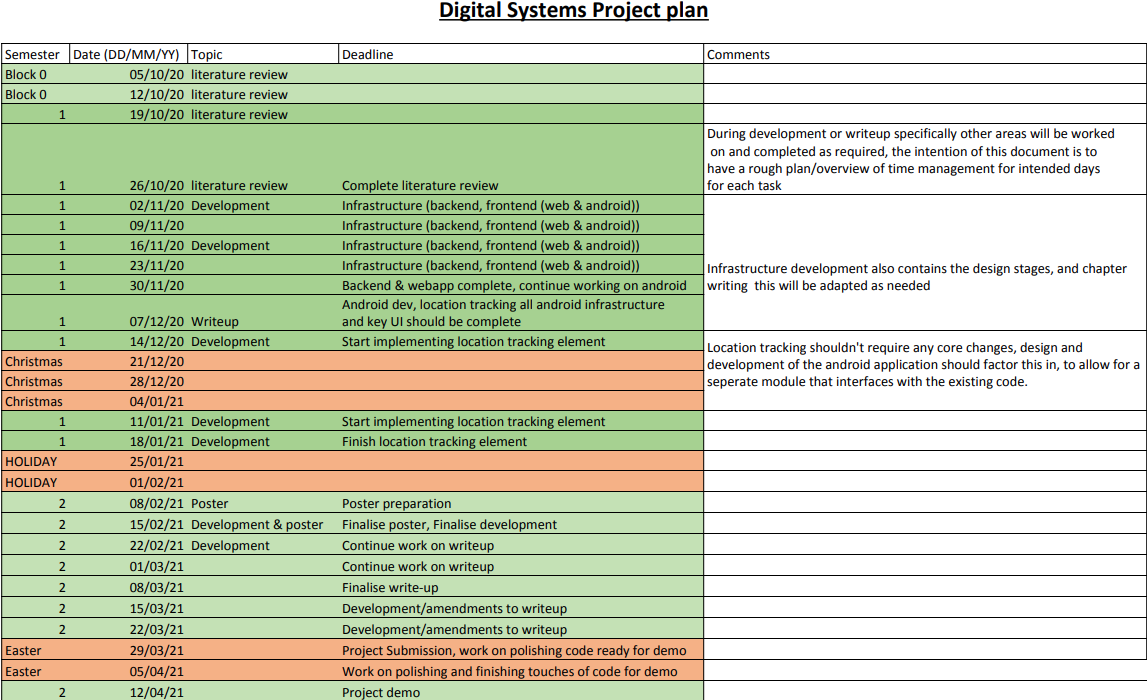 Digital Systems Project plan
Semester Date (DD/MM/YY) Topic Deadline Comments
Block 0 05/10/20 literature review
Block 0 12/10/20 literature review
1 19/10/20 literature review
During development or writeup specifically other areas will be worked
on and completed as required, the intention of this document is to
have a rough plan/overview of time management for intended days
for each task
1 26/10/20 literature review Complete literature review
1 02/11/20 Development Infrastructure (backend, frontend (web & android))
1 09/11/20 Infrastructure (backend, frontend (web & android))
1 16/11/20 Development Infrastructure (backend, frontend (web & android))
1 23/11/20 Infrastructure (backend, frontend (web & android))
Infrastructure development also contains the design stages, and chapter
writing this will be adapted as needed
1 30/11/20 Backend & webapp complete, continue working on android
Android dev, location tracking all android infrastructure
and key UI should be complete
1 07/12/20 Writeup
1 14/12/20 Development Start implementing location tracking element
Location tracking shouldn't require any core changes, design and
development of the android application should factor this in, to allow for a
seperate module that interfaces with the existing code.
Christmas 21/12/20
Christmas 28/12/20
Christmas 04/01/21
1 11/01/21 Development Start implementing location tracking element
1 18/01/21 Development Finish location tracking element
HOLIDAY 25/01/21
HOLIDAY 01/02/21
2 08/02/21 Poster Poster preparation
2 15/02/21 Development & poster Finalise poster, Finalise development
2 22/02/21 Development Continue work on writeup
2 01/03/21 Continue work on writeup
2 08/03/21 Finalise write-up
2 15/03/21 Development/amendments to writeup
2 22/03/21 Development/amendments to writeup
Easter 29/03/21 Project Submission, work on polishing code ready for demo
Easter 05/04/21 Work on polishing and finishing touches of code for demo
2 12/04/21 Project demo